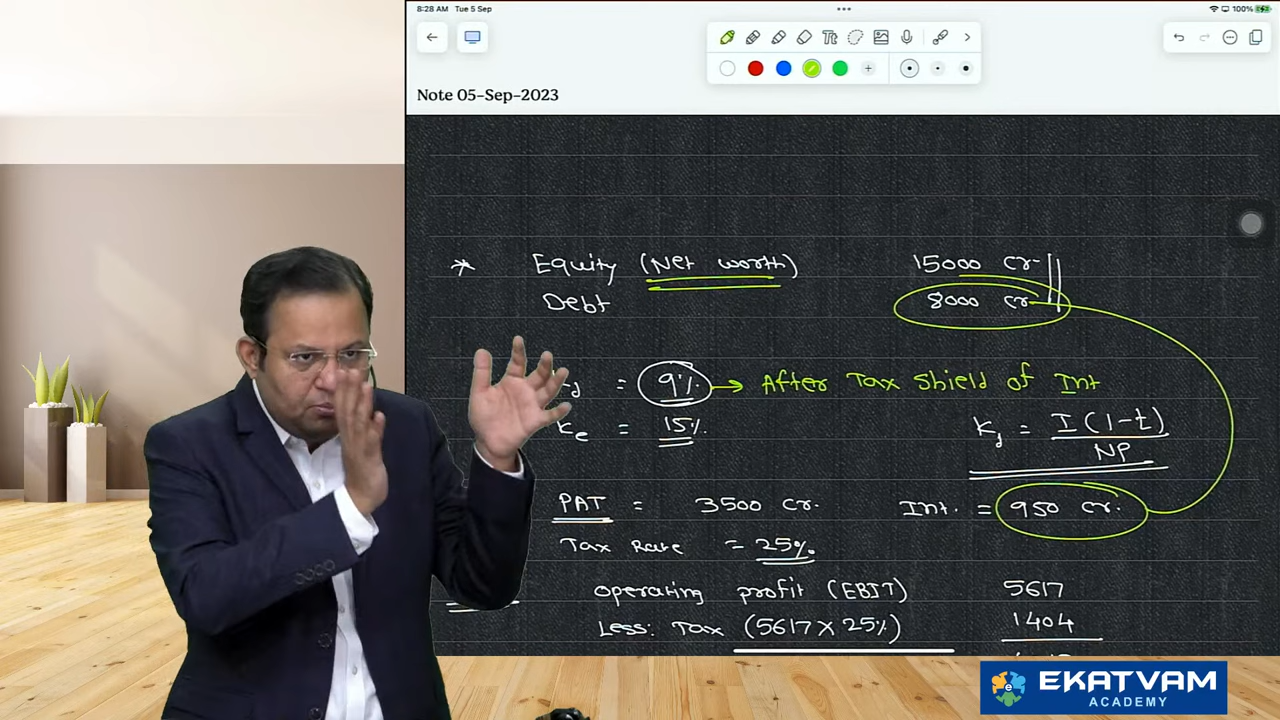 8:28 AM Tue 5 Sep
100%
Note 05-Sep-2023
* Equity (Net worth) 15000 cr.
Debt 8000 cr.
= 9% → After Tax Shield of Int
Ke = 15%.
Kd = I (1-t)
NP
PAT = 3500 Cr. Int. = 950 cr.
Tax Rate = 25%.
operating profit (EBIT) 5617
Less: Tax (5617 X 25%) 1404
EKATVAM
ACADEMY